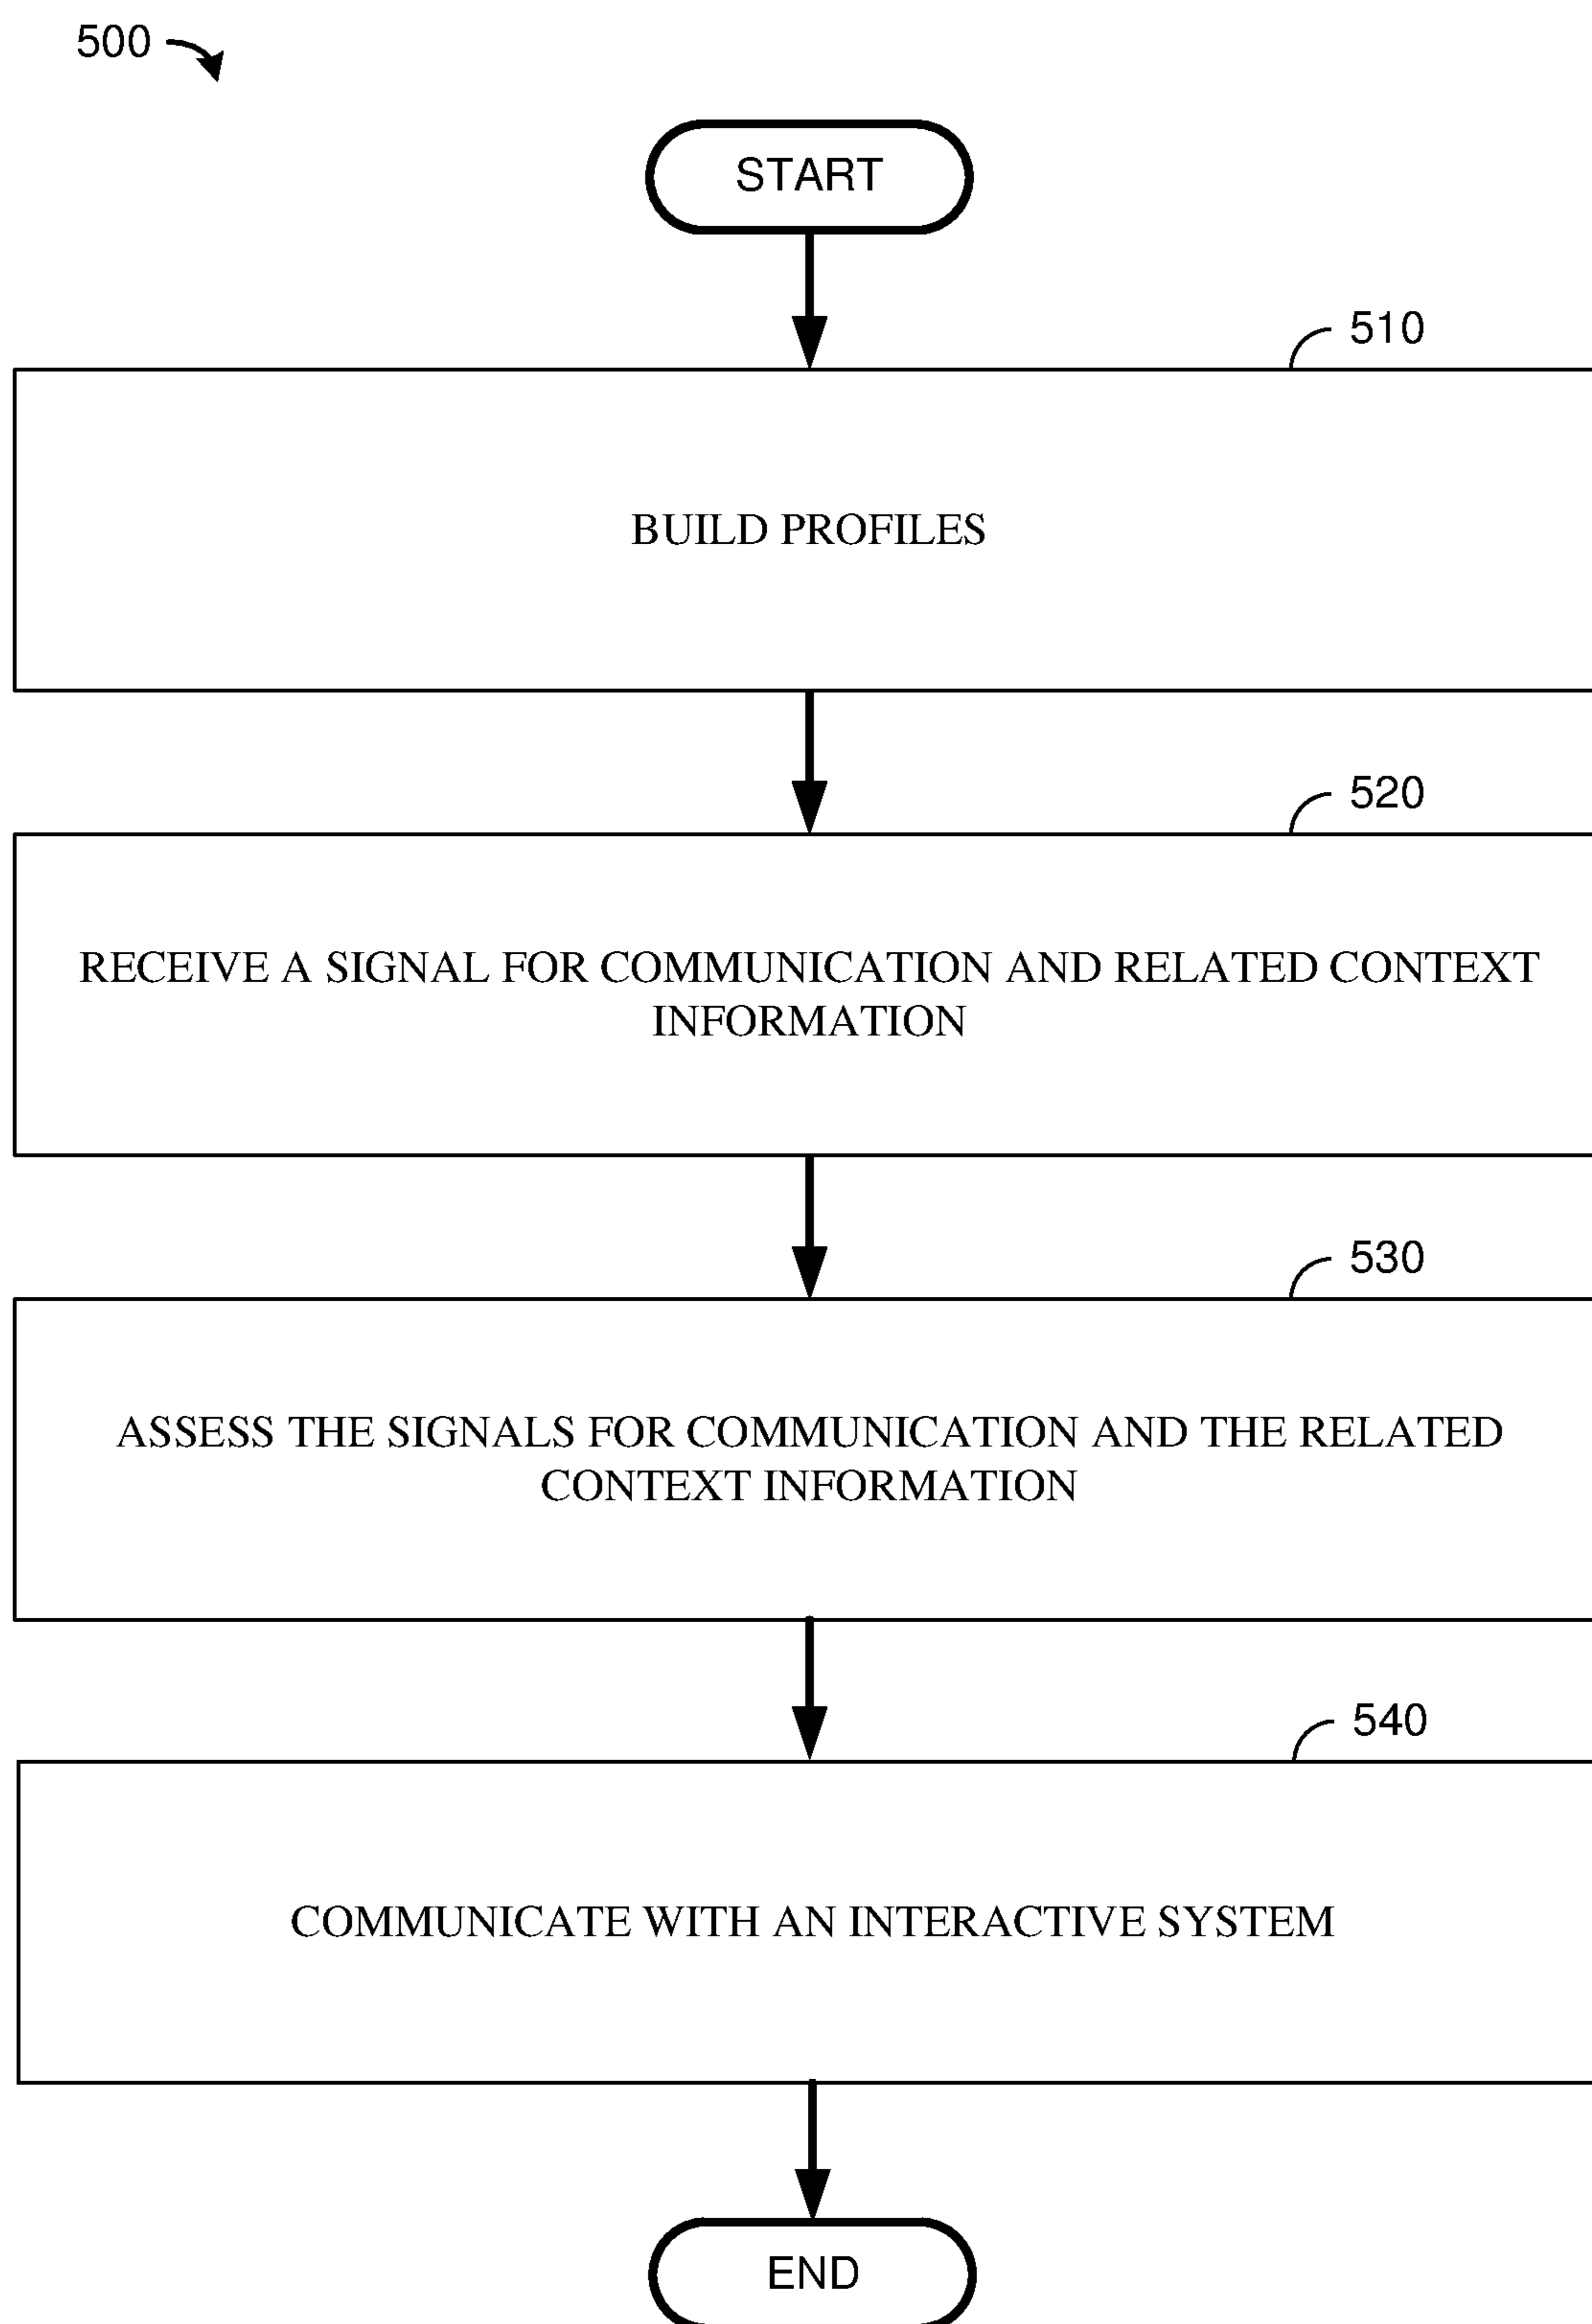 500
START
510
BUILD PROFILES
520
RECEIVE A SIGNAL FOR COMMUNICATION AND RELATED CONTEXT
INFORMATION
530
ASSESS THE SIGNALS FOR COMMUNICATION AND THE RELATED
CONTEXT INFORMATION
540
COMMUNICATE WITH AN INTERACTIVE SYSTEM
END